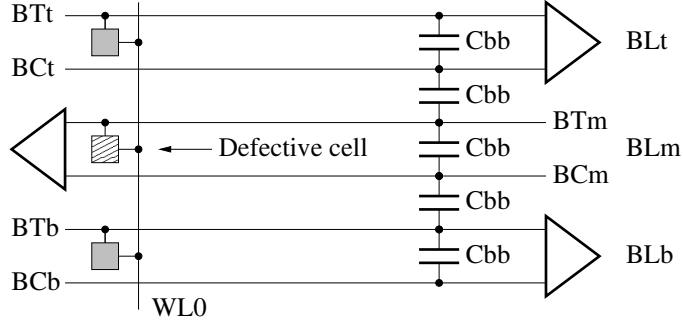 BTt
Cbb
BLt
BCt
Cbb
BTm
Defective cell
Cbb
BLm
BCm
Cbb
BTb
Cbb
BLb
BCb
WL0